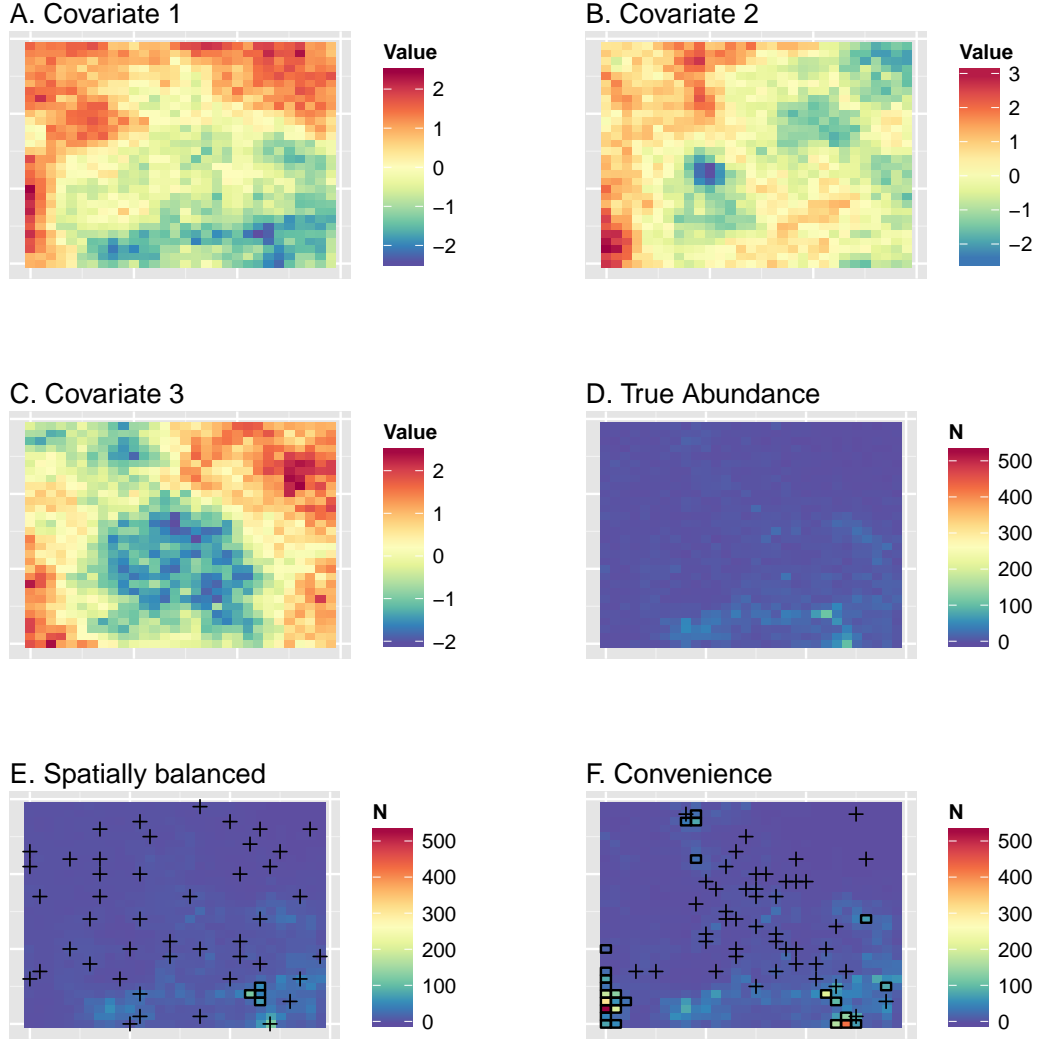 A. Covariate 1
Value
2
1
0
−1
−2
B. Covariate 2
Value
3
2
1
0
−1
−2
C. Covariate 3
Value
2
1
0
−1
−2
D. True Abundance
N
500
400
300
200
100
0
E. Spatially balanced
N
500
400
300
200
100
0
F. Convenience
N
500
400
300
200
100
0